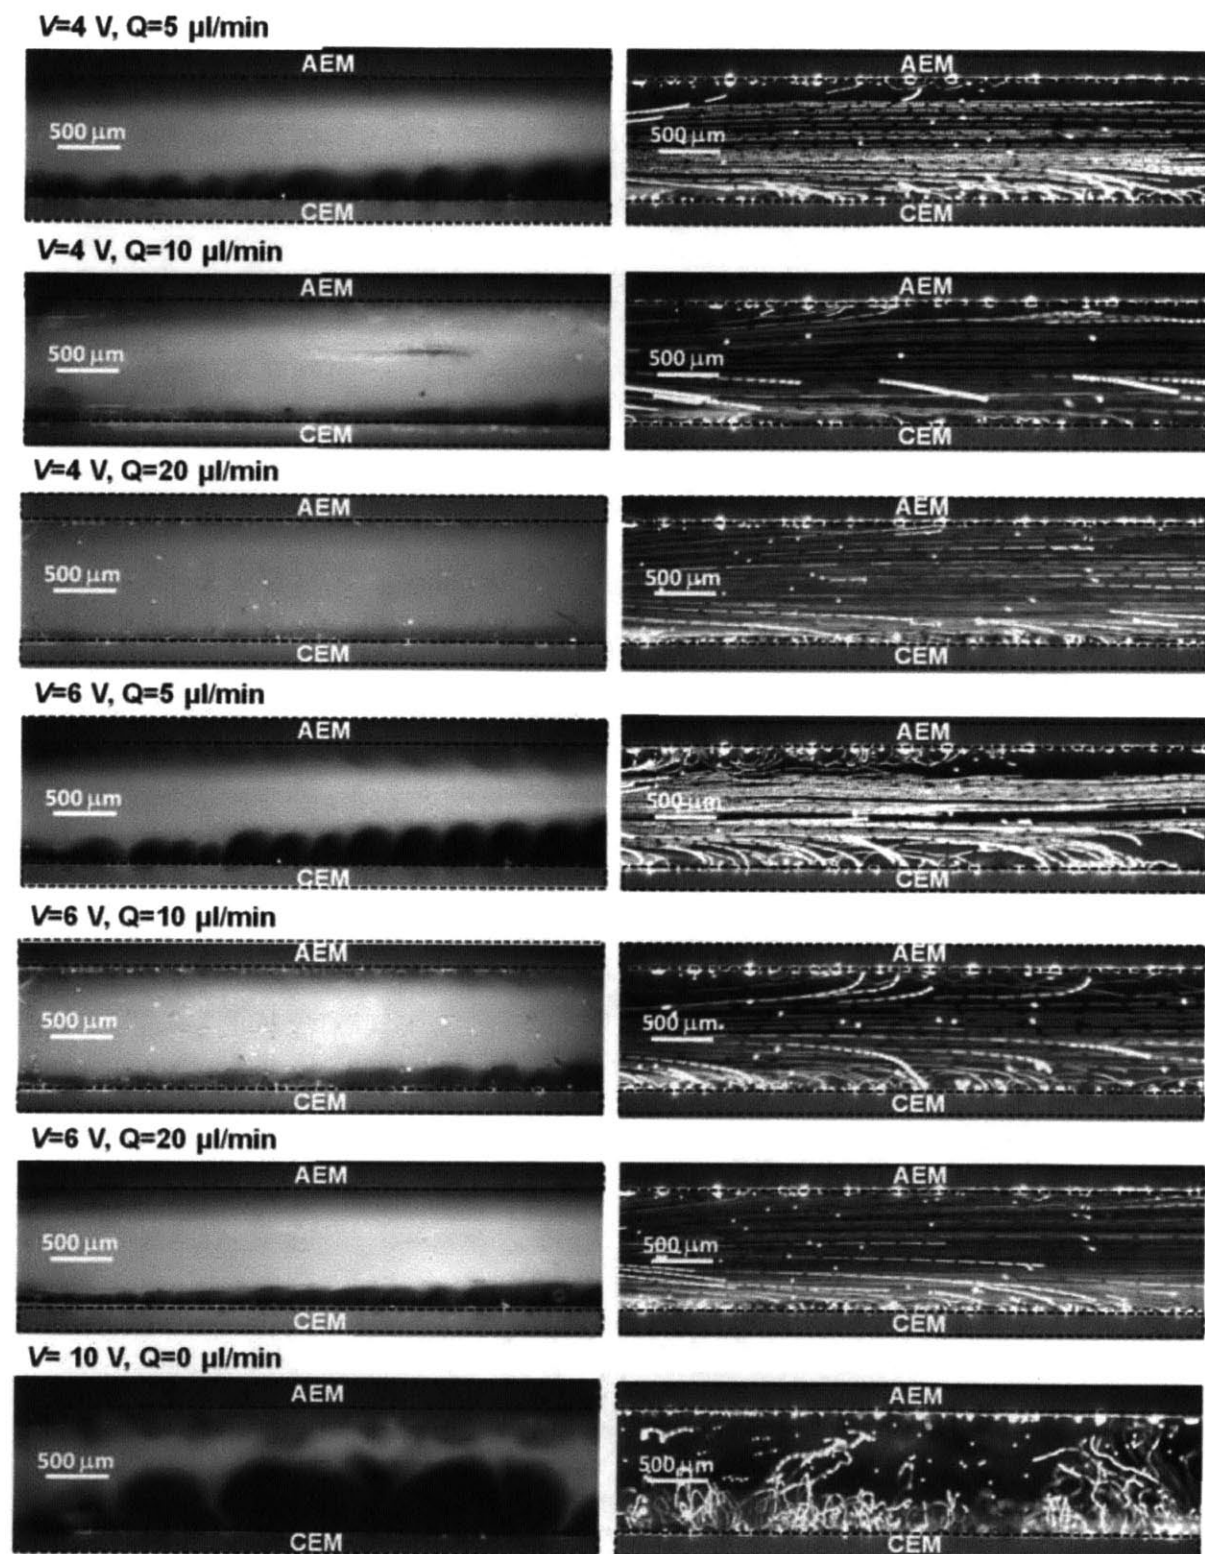 V=4 V, Q=5 µl/min
AEM AEM
500 µm 500 µm
CEM CEM
V=4 V, Q=10 µl/min
AEM AEM
500 µm 500 µm
CEM CEM
V=4 V, Q=20 µl/min
AEM AEM
500 µm 500 µm
CEM CEM
V=6 V, Q=5 µl/min
AEM AEM
500 µm 500 µm
CEM CEM
V=6 V, Q=10 µl/min
AEM AEM
500 µm 500 µm
CEM CEM
V=6 V, Q=20 µl/min
AEM AEM
500 µm 500 µm
CEM CEM
V= 10 V, Q=0 µl/min
AEM AEM
500 µm 500 µm
CEM CEM